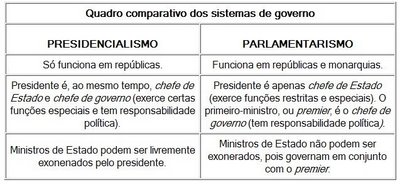 Quadro comparativo dos sistemas de governo
PRESIDENCIALISMO
PARLAMENTARISMO
Só funciona em repúblicas.
Funciona em repúblicas e monarquias.
Presidente é, ao mesmo tempo, chefe de
Estado e chefe de governo (exerce certas
funções especiais e tem responsabilidade
política).
Presidente é apenas chefe de Estado
(exerce funções restritas e especiais). O
primeiro-ministro, ou premier, é o chefe de
governo (tem responsabilidade política).
Ministros de Estado podem ser livremente
exonerados pelo presidente.
Ministros de Estado não podem ser
exonerados, pois governam em conjunto
com o premier.